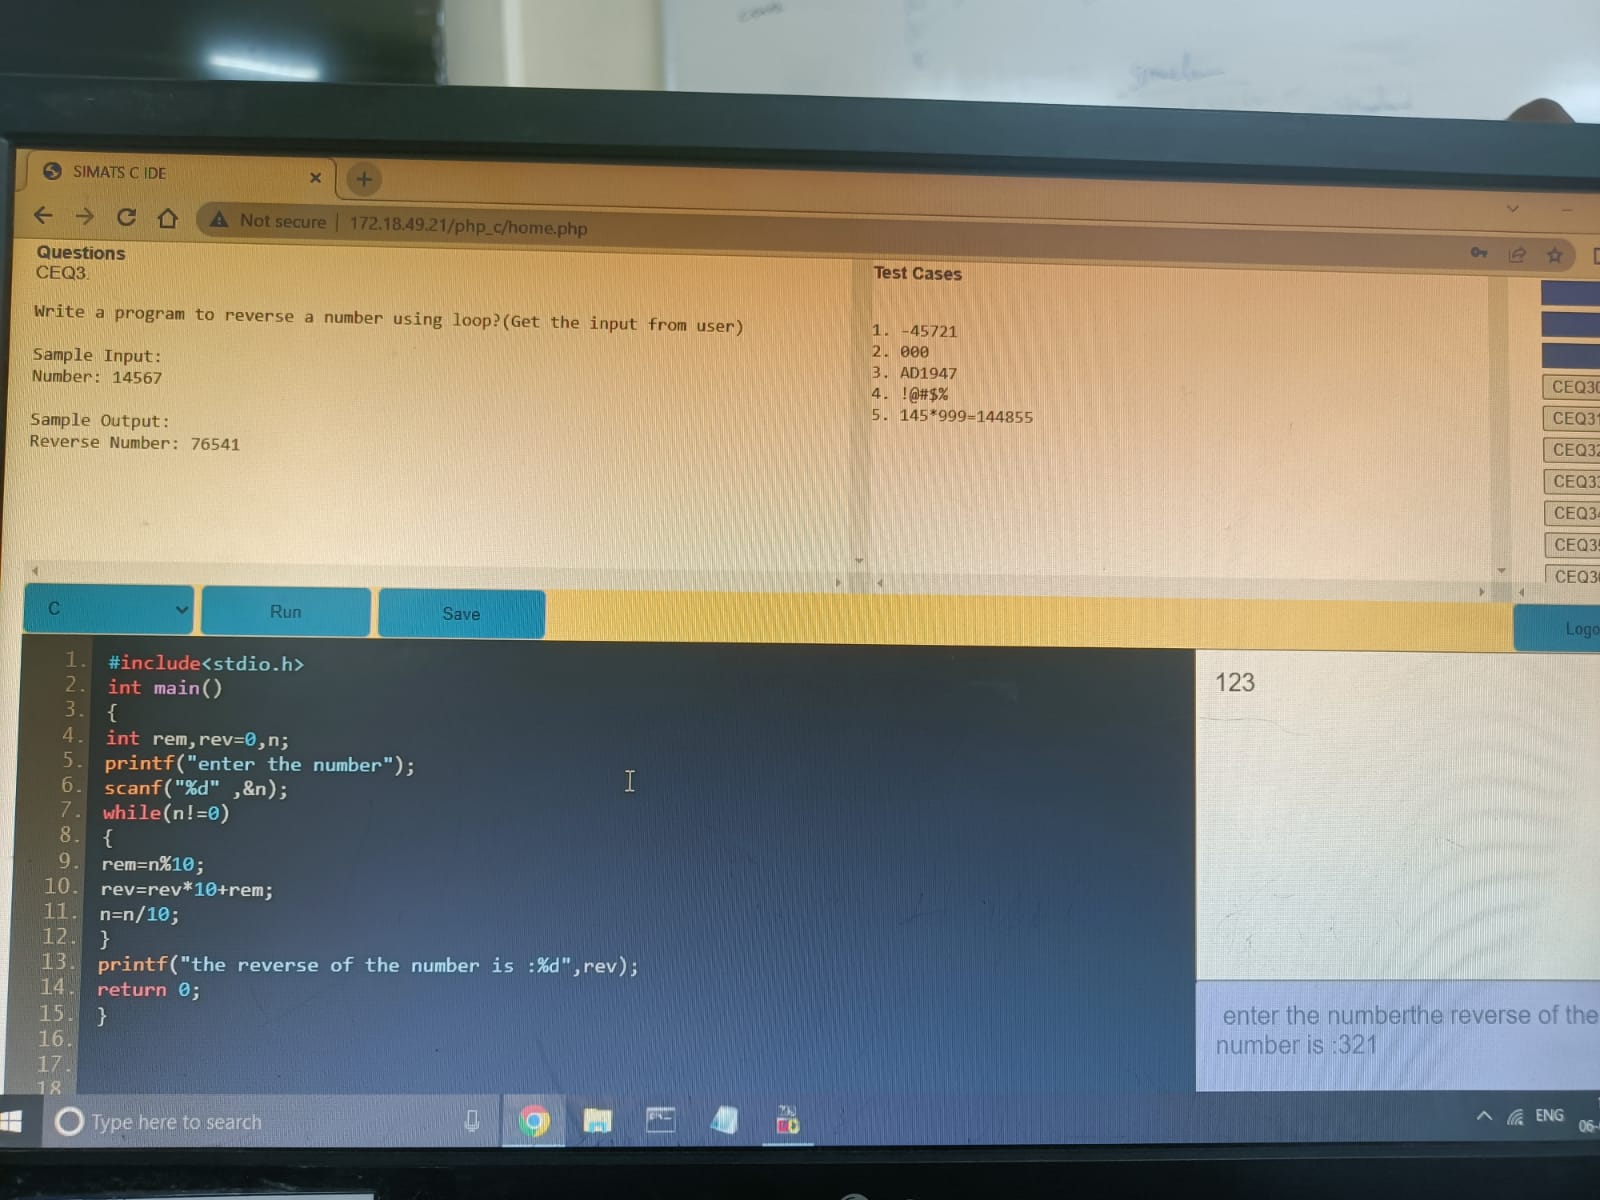 SIMATS C IDE
Not secure | 172.18.49.21/php_c/home.php
Questions
CEQ3.
Write a program to reverse a number using loop?(Get the input from user)
Sample Input:
Number: 14567
Sample Output:
Reverse Number: 76541
Test Cases
1. -45721
2. 000
3. AD1947
4. !@#$%
5. 145*999=144855
CEQ30
CEQ31
CEQ32
CEQ33
CEQ34
CEQ35
CEQ36
C
Run
Save
Logo
1. #include<stdio.h>
2. int main()
3. {
4. int rem,rev=0,n;
5. printf("enter the number");
6. scanf("%d" ,&n);
7. while(n!=0)
8. {
9. rem=n%10;
10. rev=rev*10+rem;
11. n=n/10;
12. }
13. printf("the reverse of the number is :%d",rev);
14. return 0;
15. }
16.
17.
18
123
enter the numberthe reverse of the
number is :321
Type here to search
ENG
06-